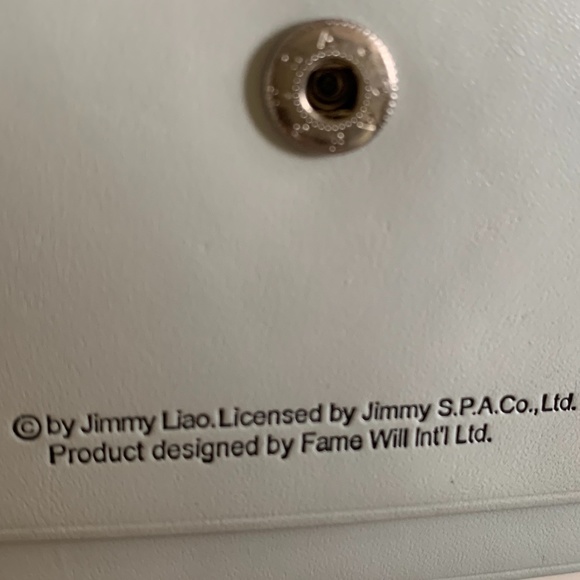 ©by Jimmy Liao.Licensed by Jimmy S.P.A.Co.,Ltd.
Product designed by Fame Will Int'l Ltd.